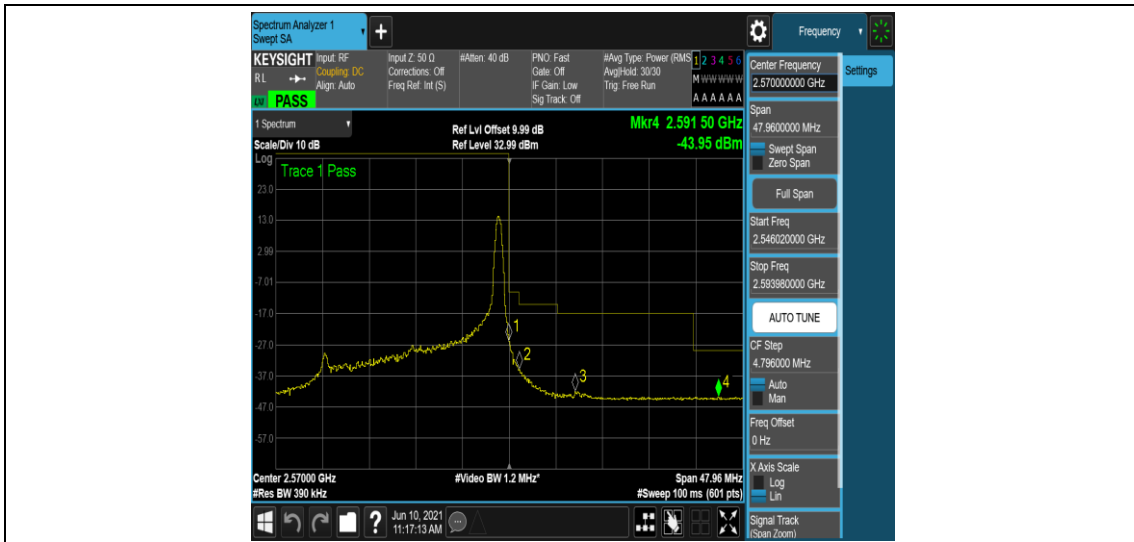 Spectrum Analyzer 1
Swept SA
+
Frequency
KEYSIGHT
RL
PASS
Input: RF
Coupling: DC
Align: Auto
Input Z: 50 Ω
Corrections: Off
Freq Ref: Int (S)
#Atten: 40 dB
PNO: Fast
Gate: Off
IF Gain: Low
Sig Track: Off
#Avg Type: Power (RMS
Avg|Hold: 30/30
Trig: Free Run
1 2 3 4 5 6
M W W W W W
A A A A A A
1 Spectrum
Scale/Div 10 dB
Ref Lvl Offset 9.99 dB
Ref Level 32.99 dBm
Mkr4 2.591 50 GHz
-43.95 dBm
Log
Trace 1 Pass
23.0
13.0
2.99
-7.01
-17.0
-27.0
-37.0
-47.0
-57.0
1
2
3
4
Center 2.57000 GHz
#Res BW 390 kHz
#Video BW 1.2 MHz*
Span 47.96 MHz
#Sweep 100 ms (601 pts)
?
Jun 10, 2021
11:17:13 AM
Center Frequency
2.570000000 GHz
Settings
Span
47.9600000 MHz
Swept Span
Zero Span
Full Span
Start Freq
2.546020000 GHz
Stop Freq
2.593980000 GHz
AUTO TUNE
CF Step
4.796000 MHz
Auto
Man
Freq Offset
0 Hz
X Axis Scale
Log
Lin
Signal Track
(Span Zoom)